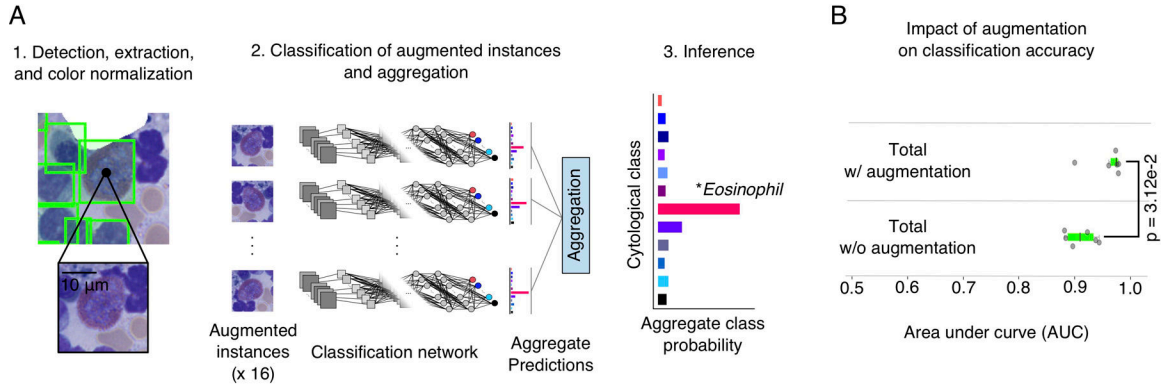 A
1. Detection, extraction,
and color normalization
10 µm
2. Classification of augmented instances
and aggregation
...
Aggregation
Augmented
instances
(x 16)
Classification network
Aggregate
Predictions
3. Inference
Cytological class
*Eosinophil
Aggregate class
probability
B
Impact of augmentation
on classification accuracy
Total
w/ augmentation
Total
w/o augmentation
p = 3.12e-2
0.5 0.6 0.7 0.8 0.9 1.0
Area under curve (AUC)